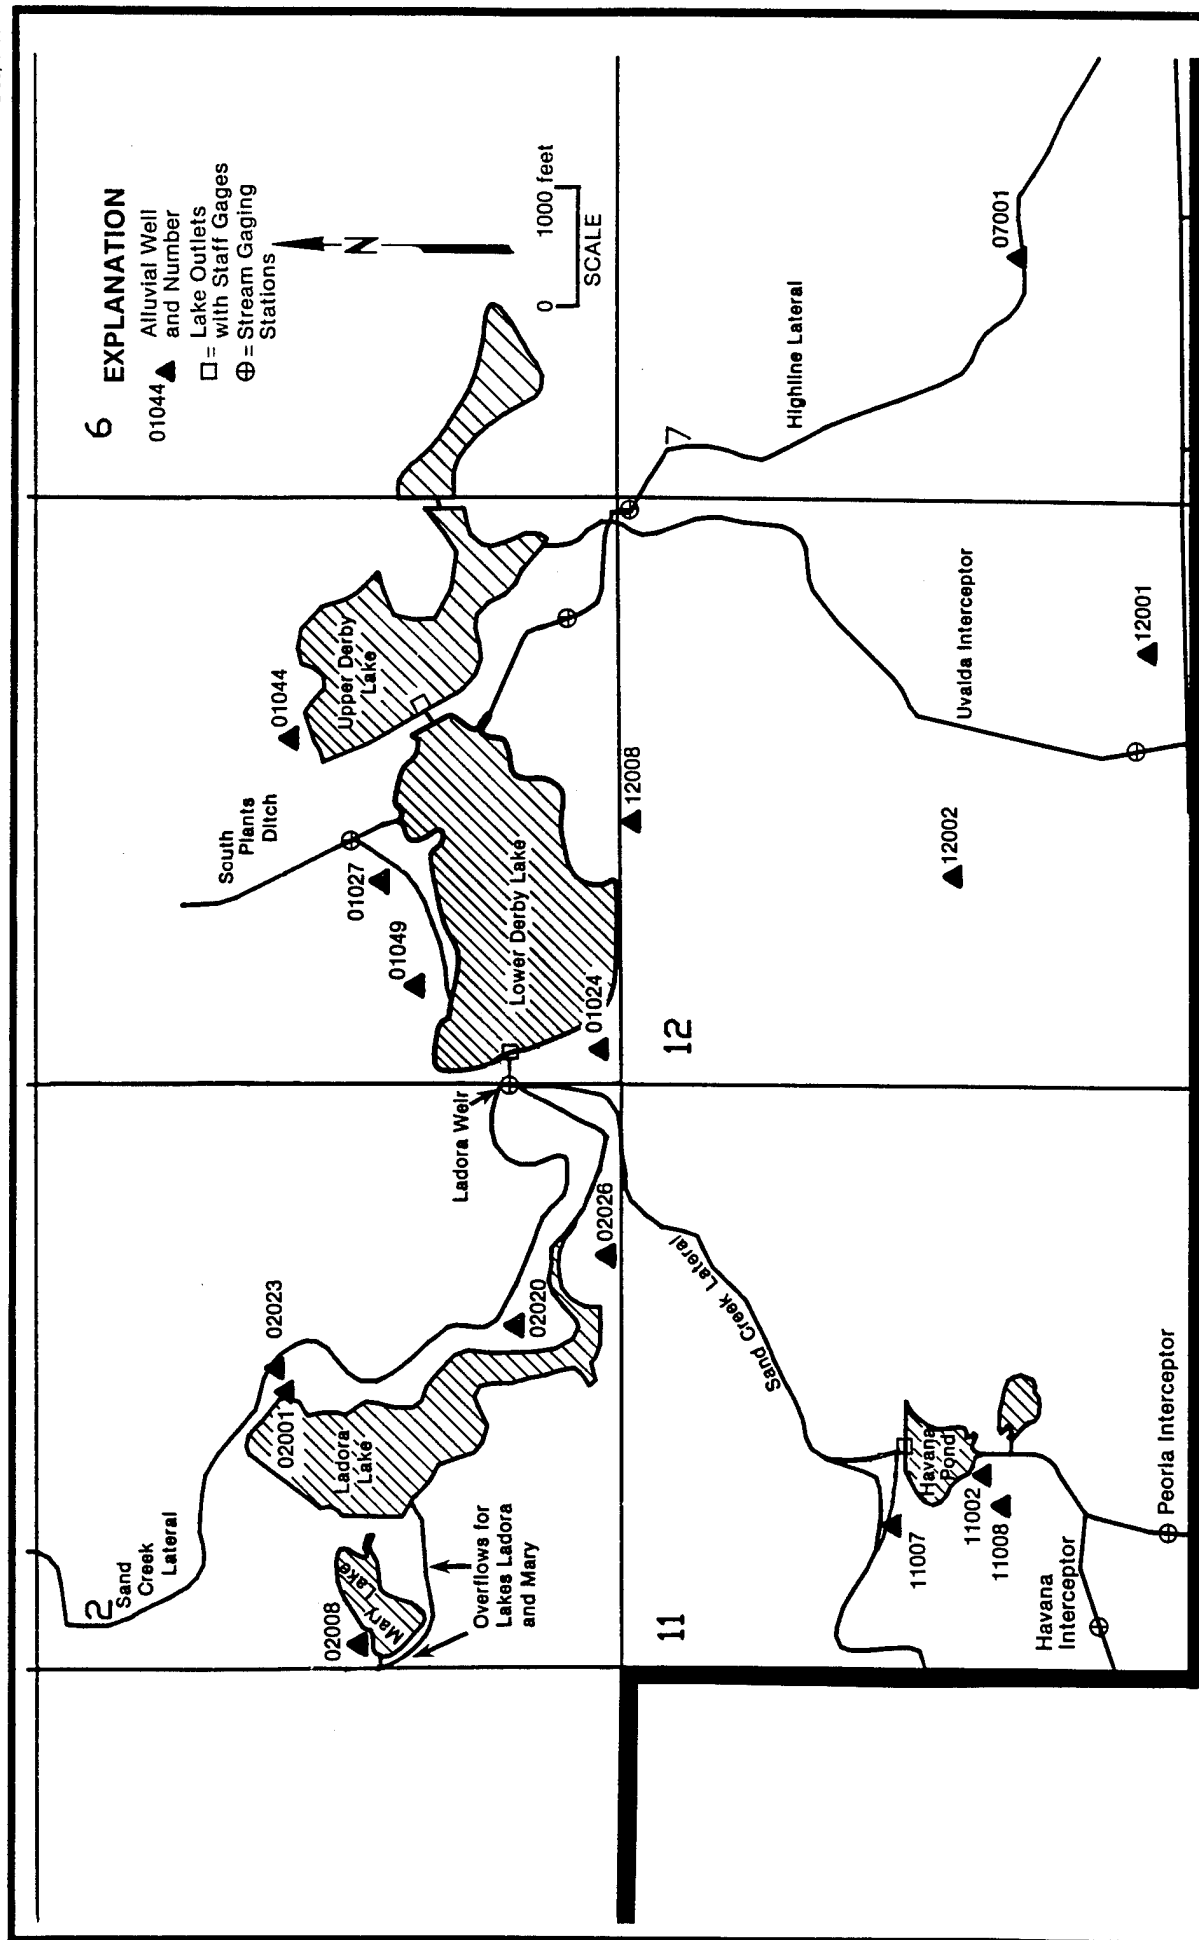 6 EXPLANATION
01044 Alluvial Well
and Number
= Lake Outlets
with Staff Gages
= Stream Gaging
Stations
N
0 1000 feet
SCALE
2
Sand
Creek
Lateral
02023
02001
Ladora
Lake
02008
Mary Lake
Overflows for
Lakes Ladora
and Mary
02020
02026
Ladora Weir
South
Plants
Ditch
01027
01049
01044
Upper Derby
Lake
Lower Derby Lake
01024
12008
7
Highline Lateral
07001
Uvalda Interceptor
12001
12002
12
Sand Creek Lateral
11
11007
Havana
Pond
11002
11008
Havana
Interceptor
Peoria Interceptor